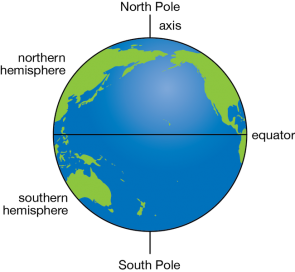 North Pole
axis
northern
hemisphere
equator
southern
hemisphere
South Pole